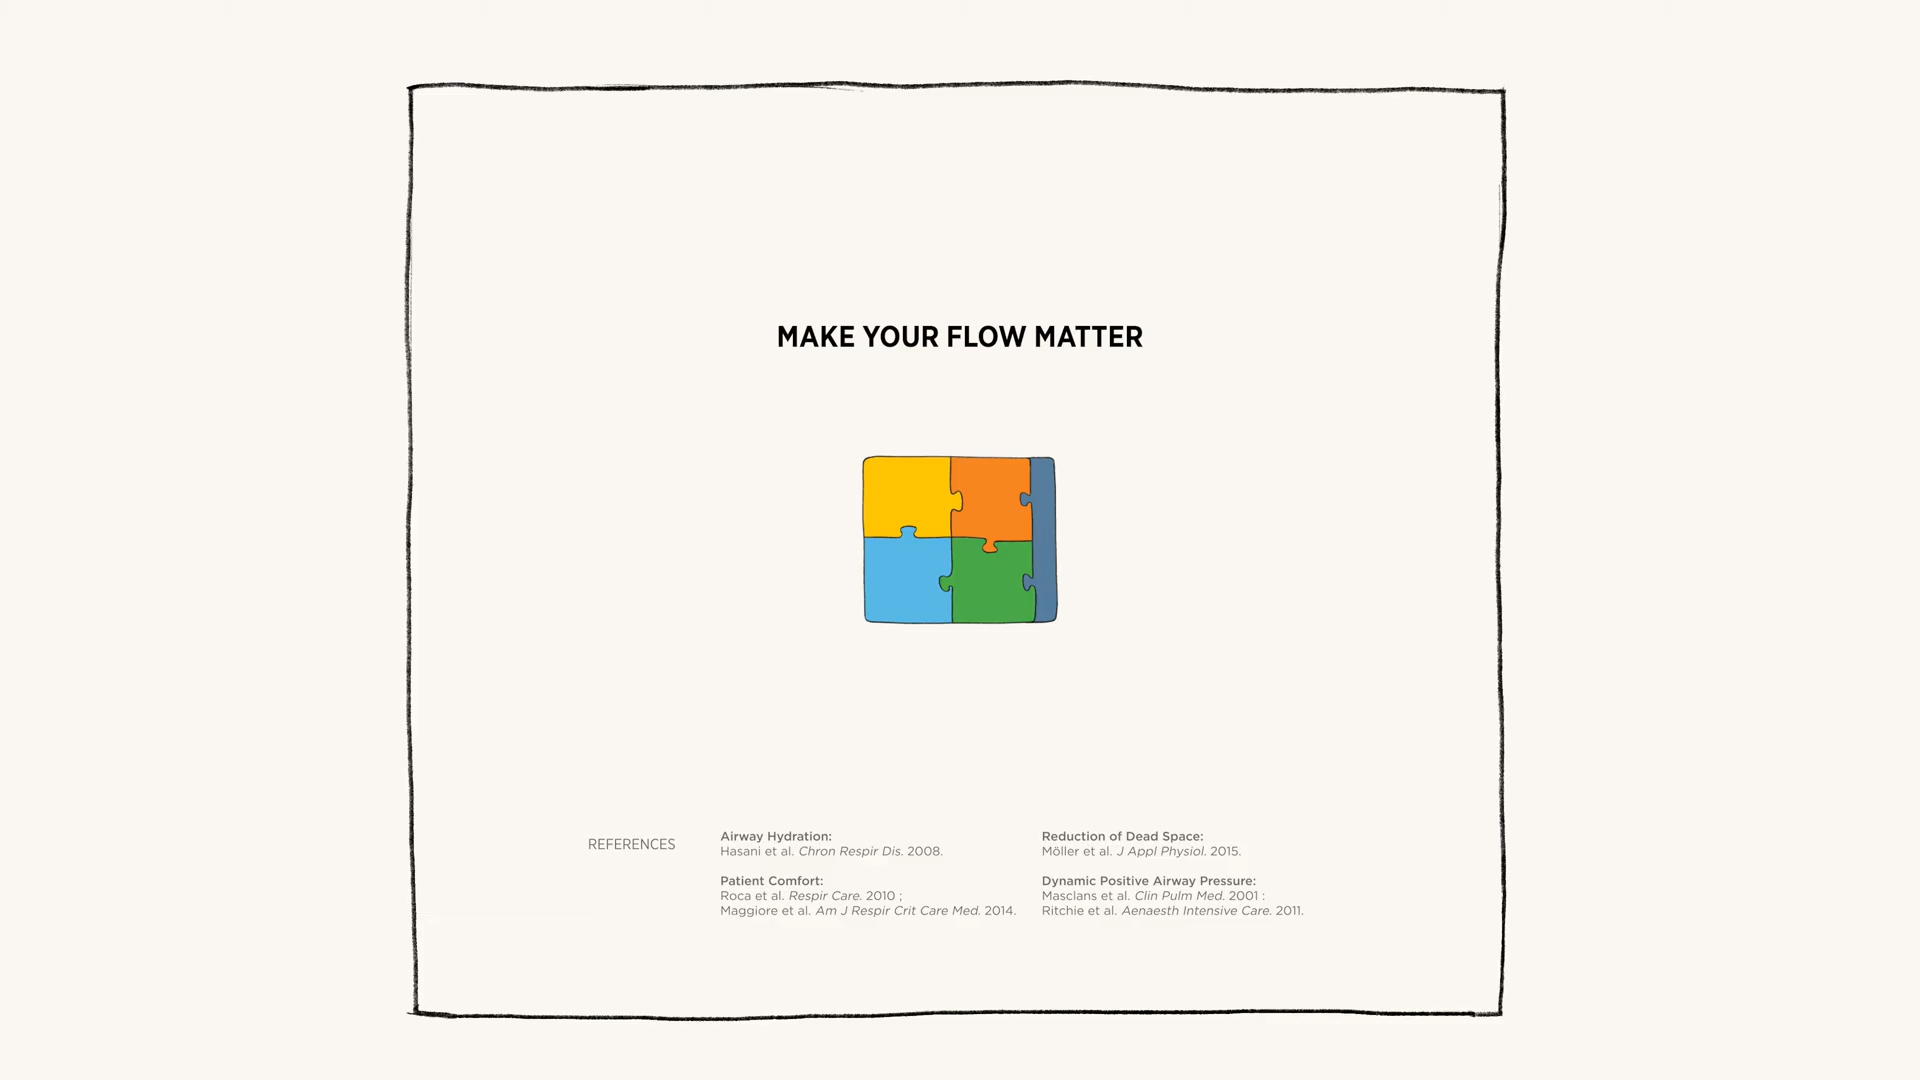 MAKE YOUR FLOW MATTER
REFERENCES
Airway Hydration:
Hasani et al. Chron Respir Dis. 2008.
Patient Comfort:
Roca et al. Respir Care. 2010 ;
Maggiore et al. Am J Respir Crit Care Med. 2014.
Reduction of Dead Space:
Möller et al. J Appl Physiol. 2015.
Dynamic Positive Airway Pressure:
Masclans et al. Clin Pulm Med. 2001 :
Ritchie et al. Aenaesth Intensive Care. 2011.